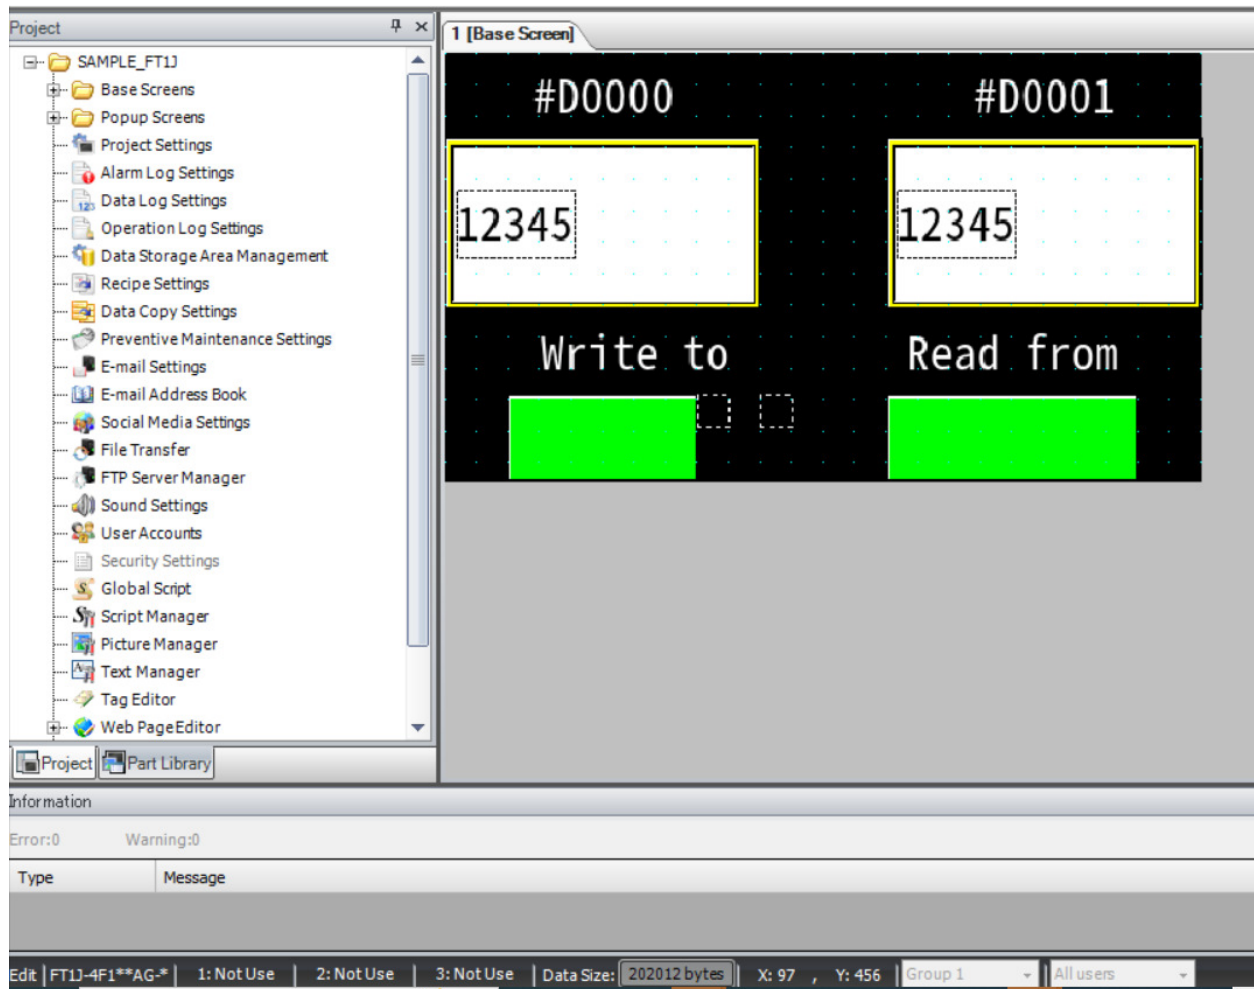 Project
SAMPLE_FT1J
Base Screens
Popup Screens
Project Settings
Alarm Log Settings
Data Log Settings
Operation Log Settings
Data Storage Area Management
Recipe Settings
Data Copy Settings
Preventive Maintenance Settings
E-mail Settings
E-mail Address Book
Social Media Settings
File Transfer
FTP Server Manager
Sound Settings
User Accounts
Security Settings
Global Script
Script Manager
Picture Manager
Text Manager
Tag Editor
Web Page Editor
Project Part Library
1 [Base Screen]
#D0000 #D0001
12345 12345
Write to Read from
Information
Error:0 Warning:0
Type Message
Edit FT1J-4F1**AG-* 1: Not Use 2: Not Use 3: Not Use Data Size: 202012 bytes X: 97 , Y: 456 Group 1 All users